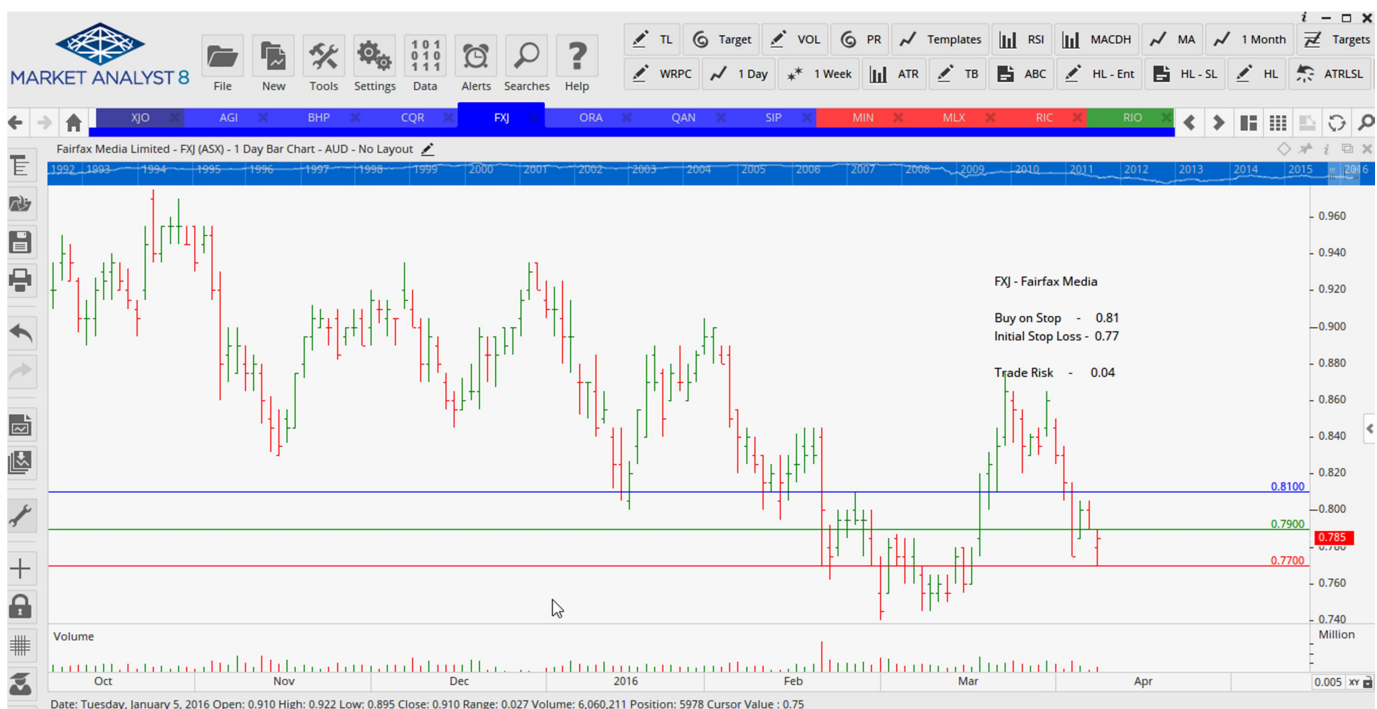 TL Target VOL PR Templates RSI MACDH MA 1 Month Targets
MARKET ANALYST 8
File New Tools Settings Data Alerts Searches Help
WRPC 1 Day 1 Week ATR TB ABC HL - Ent HL - SL HL ATRLSL
XJO AGI BHP CQR FXJ ORA QAN SIP MIN MLX RIC RIO
Fairfax Media Limited - FXJ (ASX) - 1 Day Bar Chart - AUD - No Layout
1992 1993 1994 1995 1996 1997 1998 1999 2000 2001 2002 2003 2004 2005 2006 2007 2008 2009 2010 2011 2012 2013 2014 2015 2016
0.960
0.940
FXJ - Fairfax Media
0.920
Buy on Stop - 0.81
0.900
Initial Stop Loss - 0.77
0.880
Trade Risk - 0.04
0.860
0.840
0.820
0.8100
0.800
0.7900
0.785
0.780
0.7700
0.760
0.740
Volume
Million
Oct Nov Dec 2016 Feb Mar Apr
0.005 XY
Date: Tuesday, January 5, 2016 Open: 0.910 High: 0.922 Low: 0.895 Close: 0.910 Range: 0.027 Volume: 6,060,211 Position: 5978 Cursor Value : 0.75